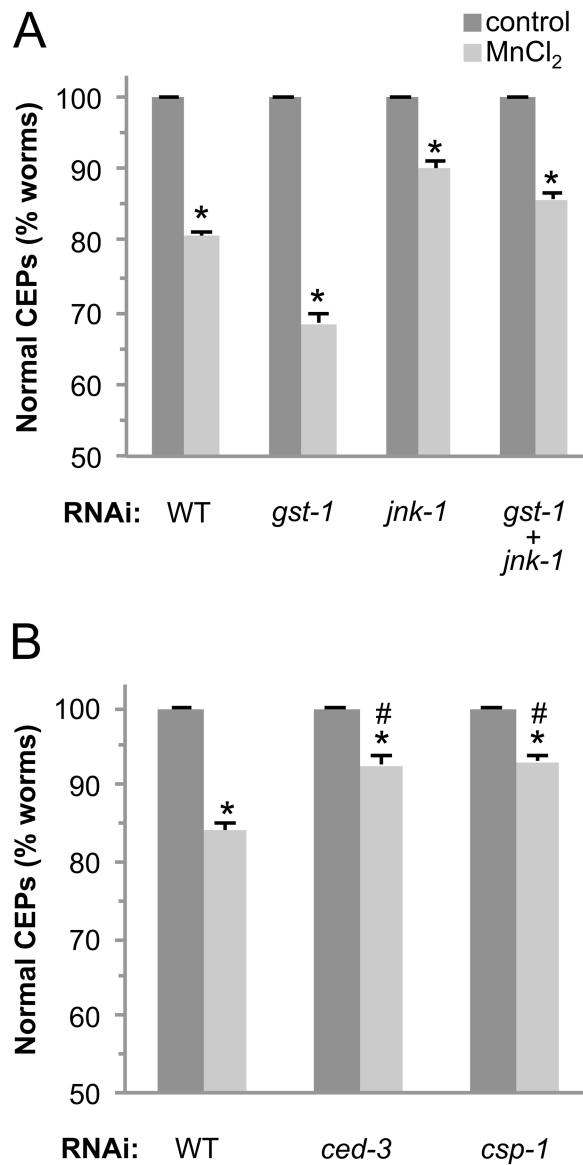 A
control
MnCl₂
Normal CEPs (% worms)
100
90
80
70
60
50
*
*
*
*
RNAi: WT gst-1 jnk-1 gst-1
+
jnk-1
B
Normal CEPs (% worms)
100
90
80
70
60
50
# #
* * *
RNAi: WT ced-3 csp-1